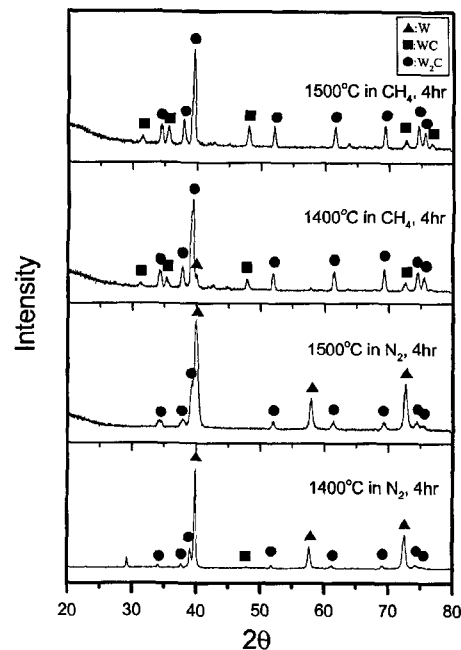 ▲:W
■:WC
●:W₂C
1500°C in CH₄, 4hr
1400°C in CH₄, 4hr
1500°C in N₂, 4hr
1400°C in N₂, 4hr
Intensity
20 30 40 50 60 70 80
2θ